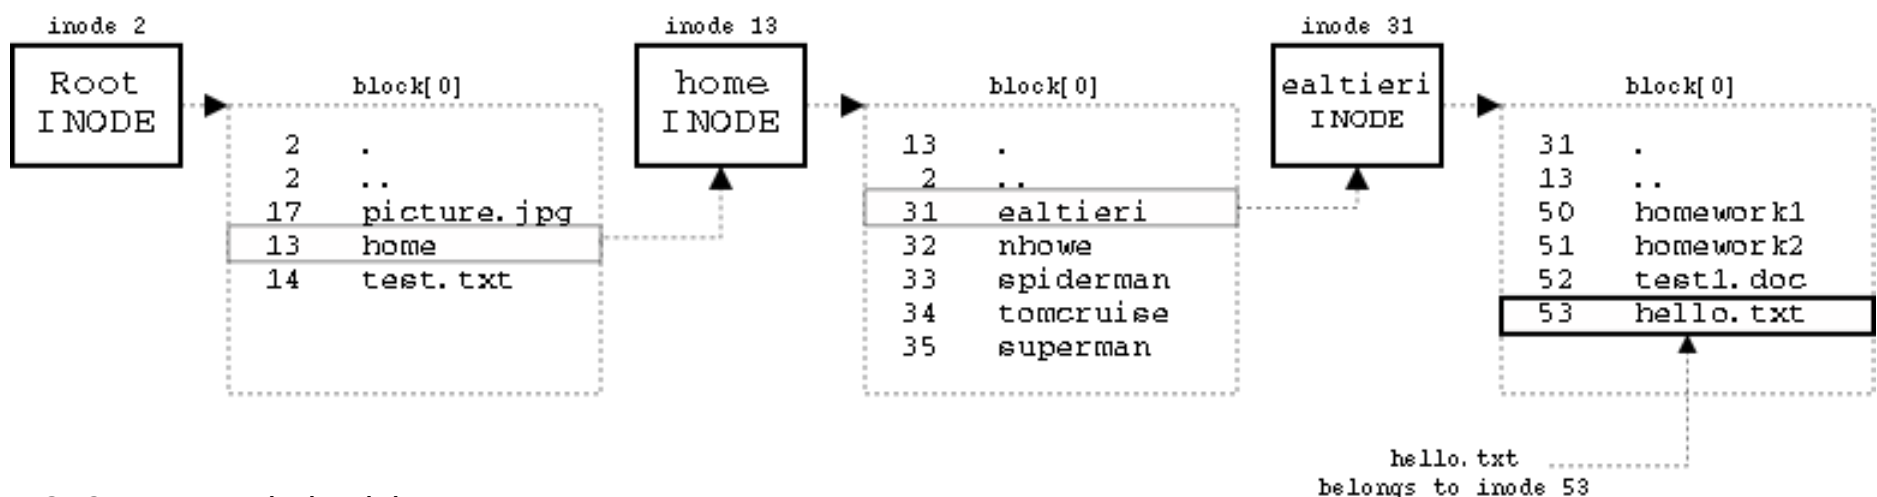 inode 2
Root
INODE
block[0]
2 .
2 ..
17 picture.jpg
13 home
14 test.txt
inode 13
home
INODE
block[0]
13 .
2 ..
31 ealtieri
32 nhowe
33 spiderman
34 tomcruise
35 superman
inode 31
ealtieri
INODE
block[0]
31 .
13 ..
50 homework1
51 homework2
52 test1.doc
53 hello.txt
hello.txt
belongs to inode 53